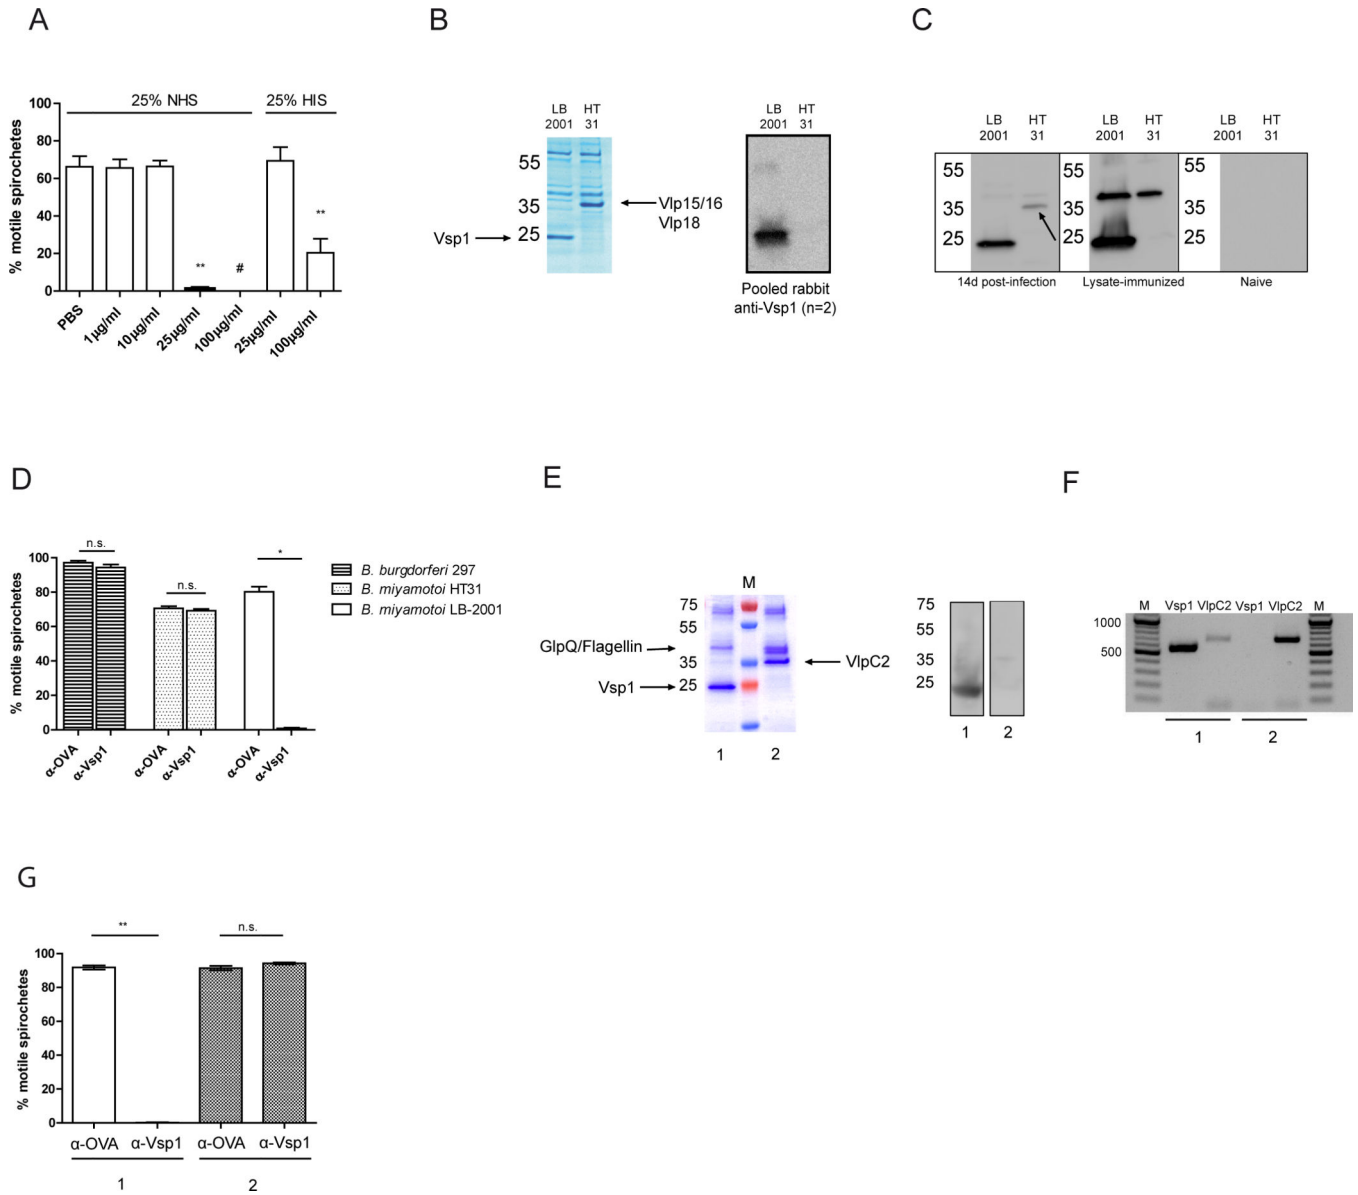 A
25% NHS
25% HIS
% motile spirochetes
100
80
60
40
20
0
**
#
**
PBS
1µg/ml
10µg/ml
25µg/ml
100µg/ml
25µg/ml
100µg/ml
B
LB
2001
HT
31
55
35
25
Vsp1
Vlp15/16
Vlp18
LB
2001
HT
31
Pooled rabbit
anti-Vsp1 (n=2)
C
LB
2001
HT
31
LB
2001
HT
31
LB
2001
HT
31
55
35
25
55
35
25
55
35
25
14d post-infection
Lysate-immunized
Naive
D
% motile spirochetes
100
80
60
40
20
0
n.s.
n.s.
*
α-OVA
α-Vsp1
α-OVA
α-Vsp1
α-OVA
α-Vsp1
B. burgdorferi 297
B. miyamotoi HT31
B. miyamotoi LB-2001
E
M
75
55
35
25
GlpQ/Flagellin
Vsp1
VlpC2
1
2
75
55
35
25
1
2
F
M
Vsp1
VlpC2
Vsp1
VlpC2
M
1000
500
1
2
G
% motile spirochetes
100
80
60
40
20
0
**
n.s.
α-OVA
α-Vsp1
α-OVA
α-Vsp1
1
2